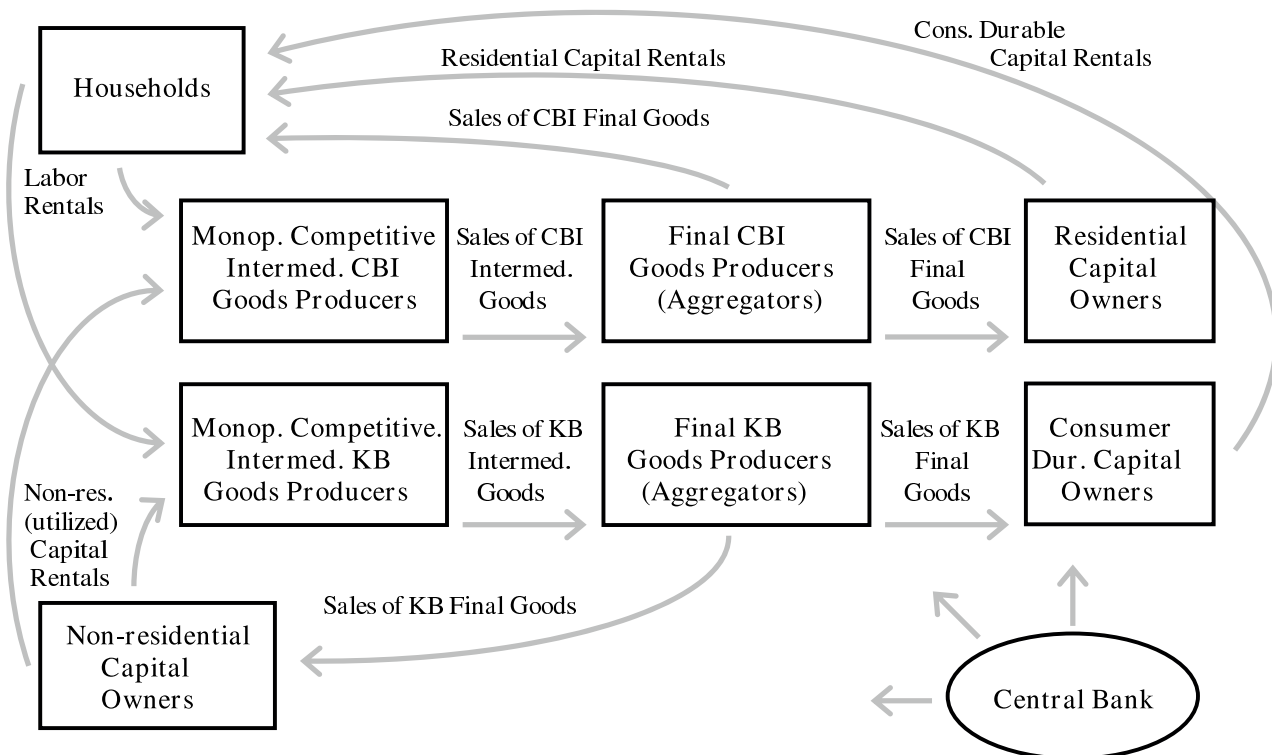 Cons. Durable
Capital Rentals
Residential Capital Rentals
Households
Sales of CBI Final Goods
Labor
Rentals
Monop. Competitive
Intermed. CBI
Goods Producers
Sales of CBI
Intermed.
Goods
Final CBI
Goods Producers
(Aggregators)
Sales of CBI
Final
Goods
Residential
Capital
Owners
Monop. Competitive.
Intermed. KB
Goods Producers
Sales of KB
Intermed.
Goods
Final KB
Goods Producers
(Aggregators)
Sales of KB
Final
Goods
Consumer
Dur. Capital
Owners
Non-res.
(utilized)
Capital
Rentals
Sales of KB Final Goods
Non-residential
Capital
Owners
Central Bank